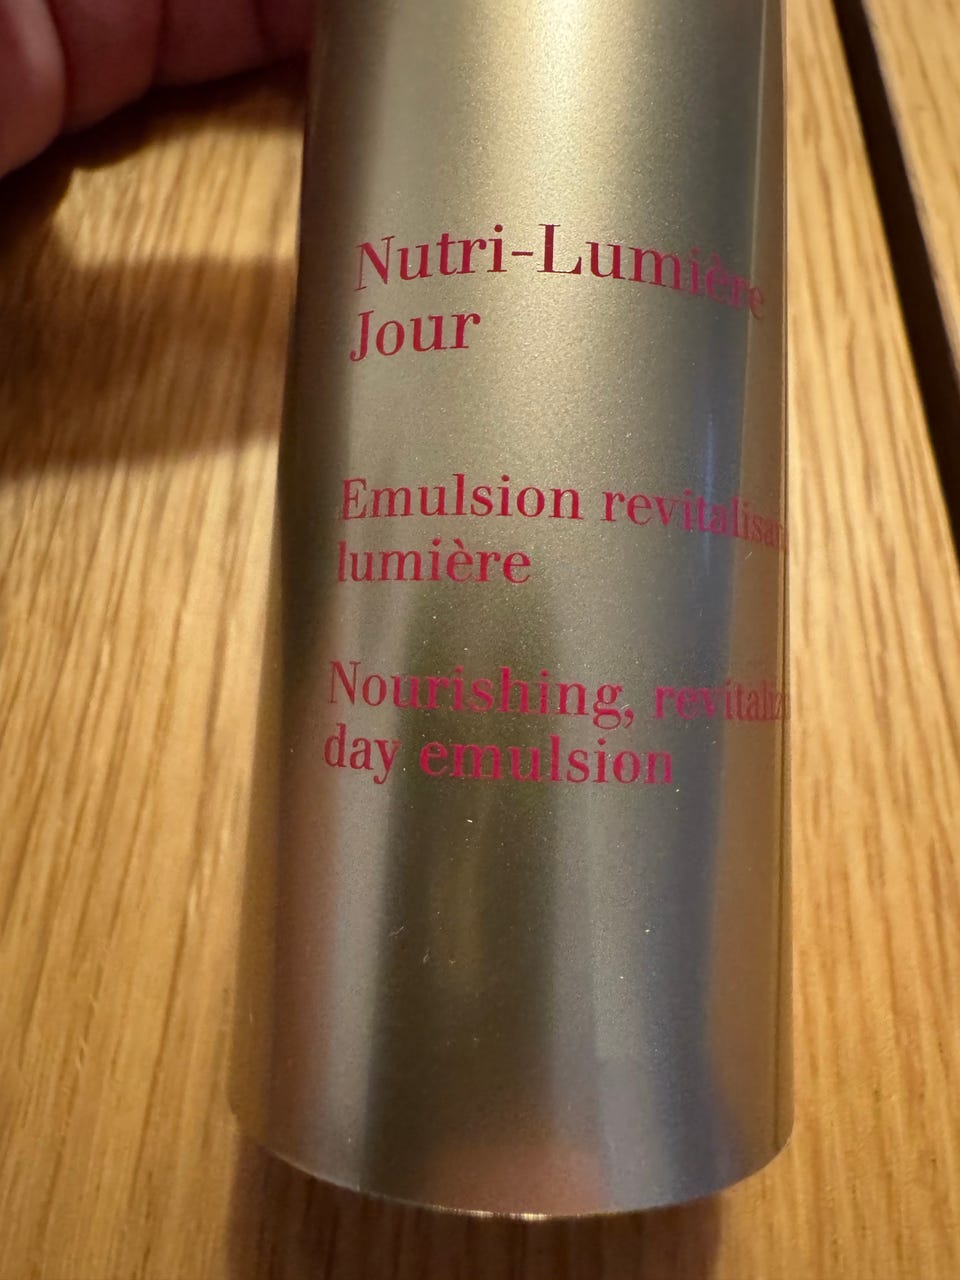 Nutri-Lumière
Jour
Emulsion
lumière
Nourishing,
day emulsion